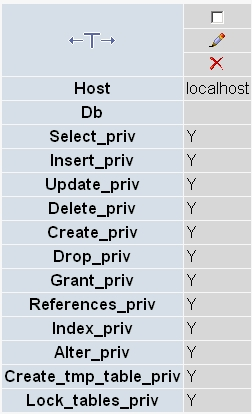 T
Host localhost
Db
Select_priv Y
Insert_priv Y
Update_priv Y
Delete_priv Y
Create_priv Y
Drop_priv Y
Grant_priv Y
References_priv Y
Index_priv Y
Alter_priv Y
Create_tmp_table_priv Y
Lock_tables_priv Y